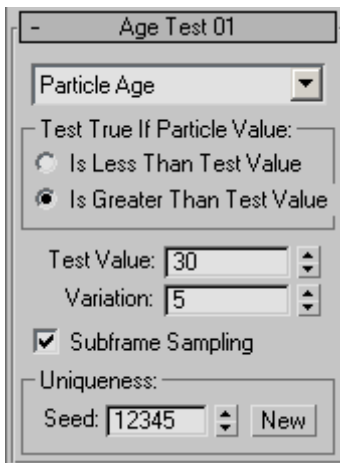 - Age Test 01
Particle Age
Test True If Particle Value:
Is Less Than Test Value
Is Greater Than Test Value
Test Value: 30
Variation: 5
Subframe Sampling
Uniqueness:
Seed: 12345 New